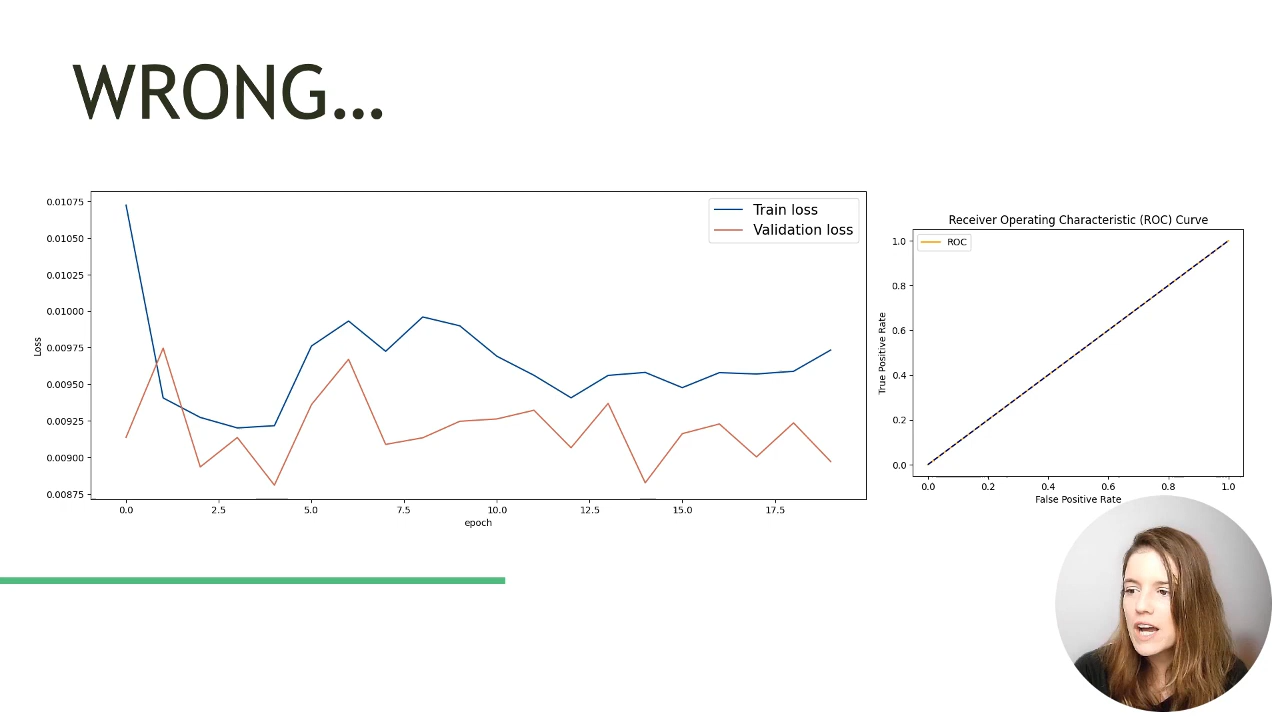 WRONG...
Train loss
Validation loss
0.01075
0.01050
0.01025
0.01000
0.00975
0.00950
0.00925
0.00900
0.00875
Loss
0.0 2.5 5.0 7.5 10.0 12.5 15.0 17.5
epoch
Receiver Operating Characteristic (ROC) Curve
ROC
1.0
0.8
0.6
0.4
0.2
0.0
True Positive Rate
0.0 0.2 0.4 0.6 0.8 1.0
False Positive Rate